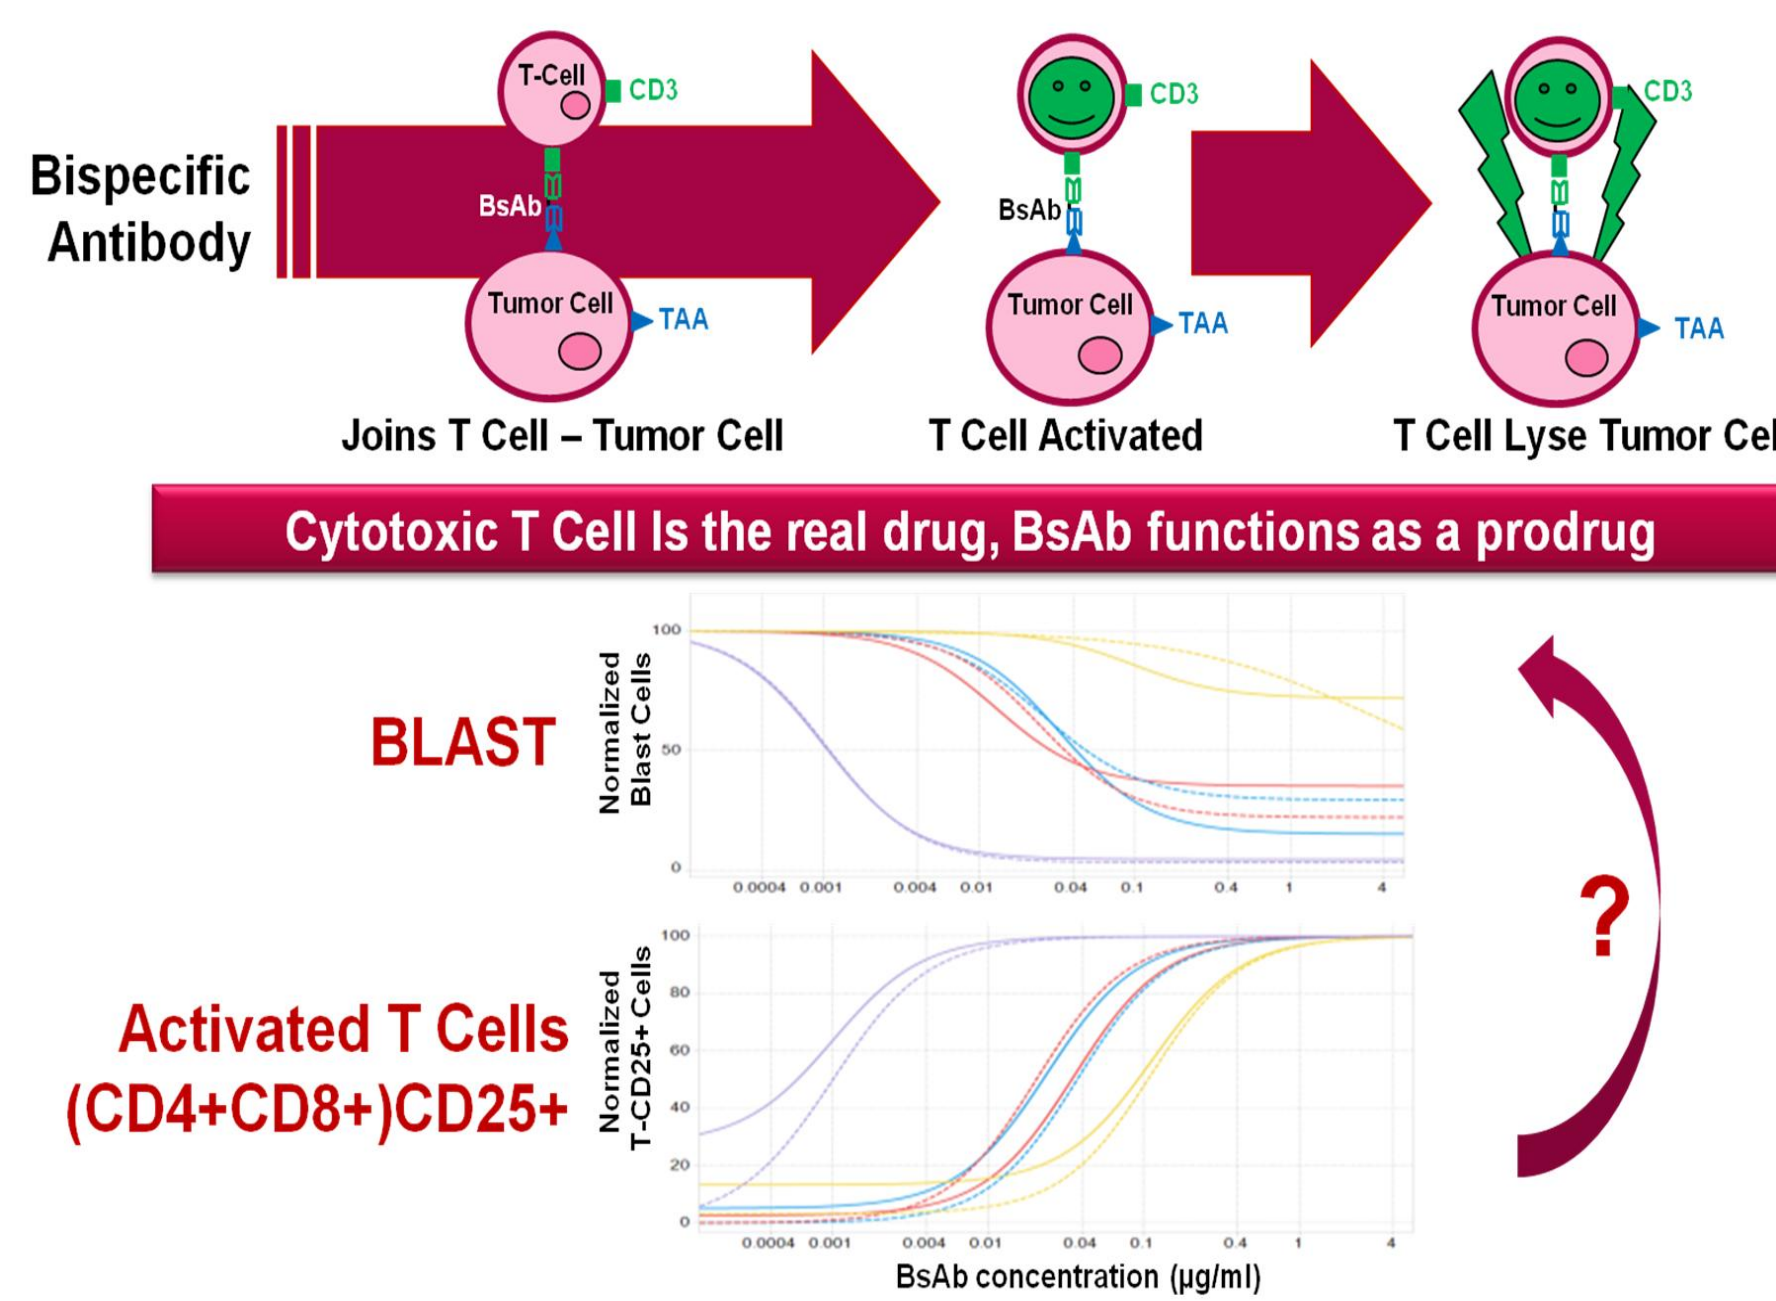 Bispecific
Antibody
T-Cell
CD3
BsAb
Tumor Cell
TAA
Joins T Cell – Tumor Cell
CD3
BsAb
Tumor Cell
TAA
T Cell Activated
CD3
Tumor Cell
TAA
T Cell Lyse Tumor Cel
Cytotoxic T Cell Is the real drug, BsAb functions as a prodrug
BLAST
Normalized
Blast Cells
100
50
0
0.0004 0.001 0.004 0.01 0.04 0.1 0.4 1 4
?
Activated T Cells
(CD4+CD8+)CD25+
Normalized
T-CD25+ Cells
100
80
60
40
20
0
0.0004 0.001 0.004 0.01 0.04 0.1 0.4 1 4
BsAb concentration (µg/ml)